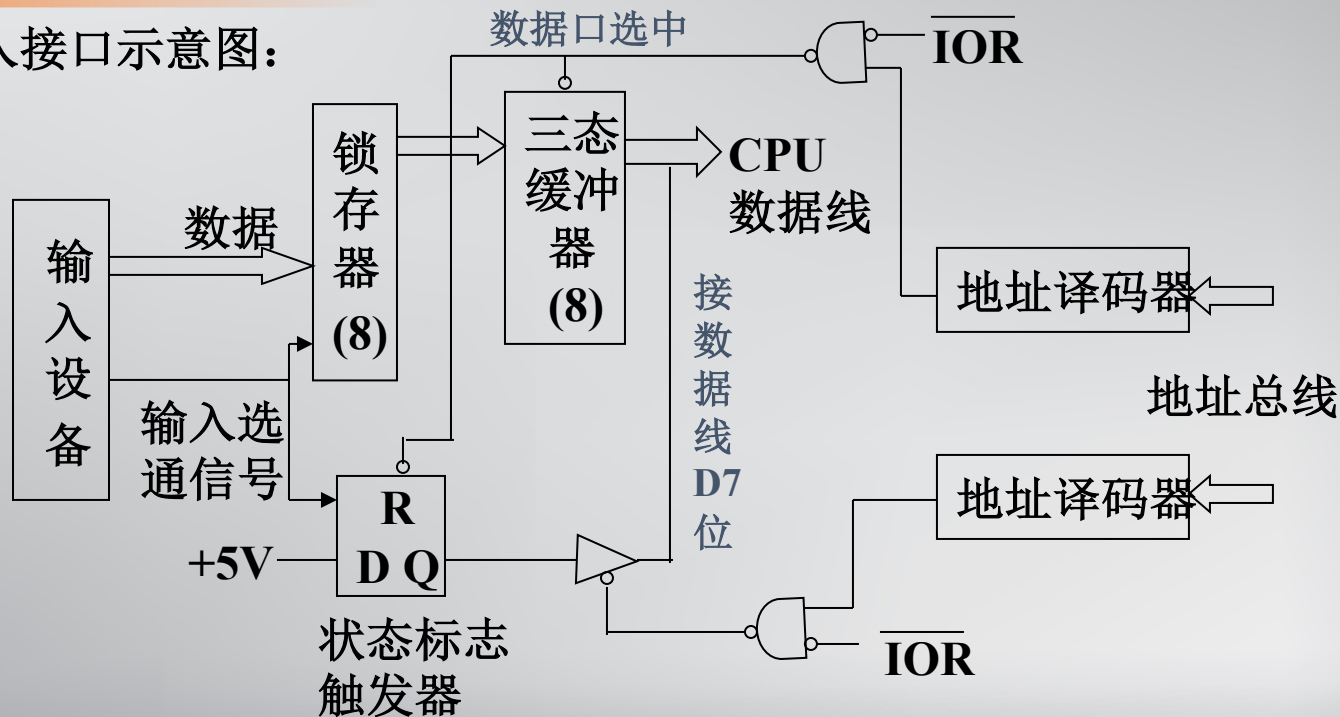 入接口示意图：
数据口选中
IOR
锁存器(8)
三态缓冲器(8)
CPU
数据线
输入设备
数据
接数据线D7位
地址译码器
地址总线
输入选
通信号
R
D Q
+5V
地址译码器
状态标志
触发器
IOR